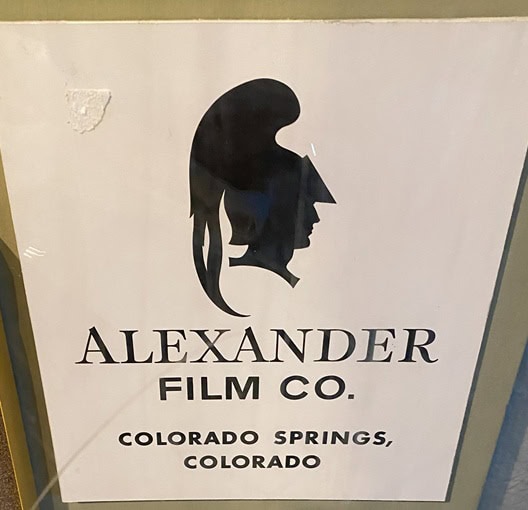 ALEXANDER
FILM CO.
COLORADO SPRINGS,
COLORADO